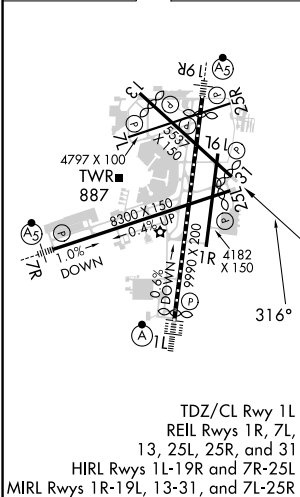 19R
A5
13
P
P
25R
7L
P
553
X 150
19L
P
4797 X 100
TWR
887
31
25L
P
8300 X 150
A5
0.4% UP
P
1.0%
DOWN
7R
9990 X 200
4182
X 150
1R
0.6%
DOWN
P
316°
A
1L
TDZ/CL Rwy 1L
REIL Rwys 1R, 7L,
13, 25L, 25R, and 31
HIRL Rwys 1L-19R and 7R-25L
MIRL Rwys 1R-19L, 13-31, and 7L-25R